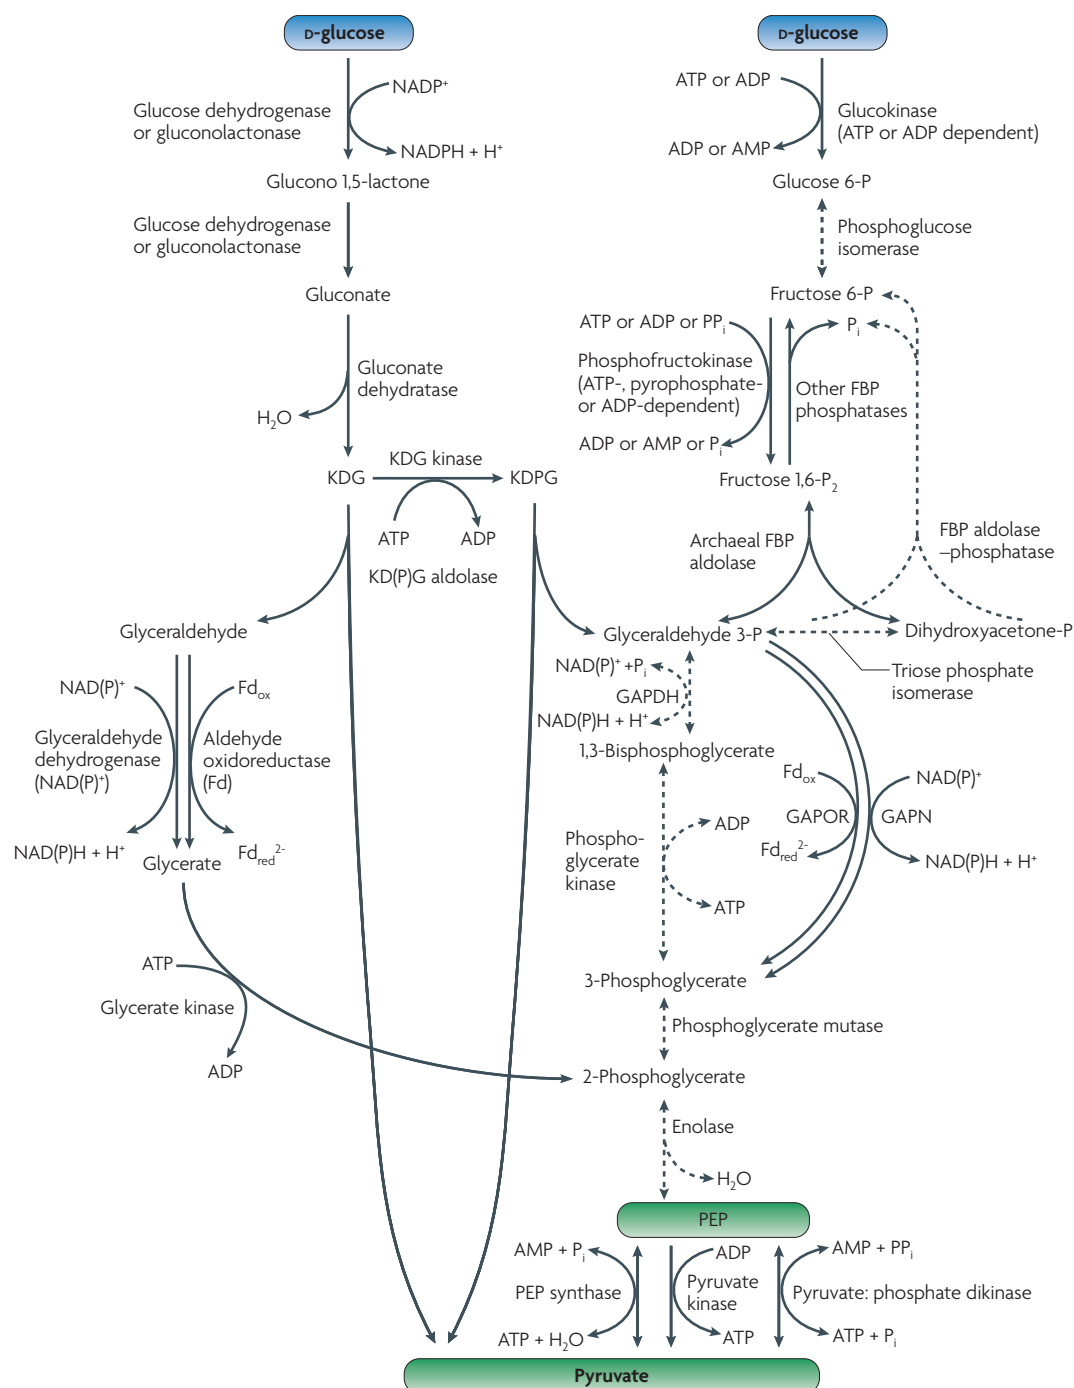 D-glucose
NADP⁺
Glucose dehydrogenase
or gluconolactonase
NADPH + H⁺
Glucono 1,5-lactone
Glucose dehydrogenase
or gluconolactonase
Gluconate
Gluconate
dehydratase
H₂O
KDG
KDG kinase
KDPG
ATP
ADP
KD(P)G aldolase
Glyceraldehyde
NAD(P)⁺
Fdₒₓ
Glyceraldehyde
dehydrogenase
(NAD(P)⁺)
Aldehyde
oxidoreductase
(Fd)
NAD(P)H + H⁺
Glycerate
Fd_red²⁻
ATP
Glycerate kinase
ADP
D-glucose
ATP or ADP
Glucokinase
(ATP or ADP dependent)
ADP or AMP
Glucose 6-P
Phosphoglucose
isomerase
Fructose 6-P
ATP or ADP or PPᵢ
Pᵢ
Phosphofructokinase
(ATP-, pyrophosphate-
or ADP-dependent)
Other FBP
phosphatases
ADP or AMP or Pᵢ
Fructose 1,6-P₂
Archaeal FBP
aldolase
FBP aldolase
–phosphatase
Glyceraldehyde 3-P
Dihydroxyacetone-P
Triose phosphate
isomerase
NAD(P)⁺ +Pᵢ
GAPDH
NAD(P)H + H⁺
1,3-Bisphosphoglycerate
Fdₒₓ
NAD(P)⁺
GAPOR
GAPN
Fd_red²⁻
NAD(P)H + H⁺
ADP
Phospho-
glycerate
kinase
ATP
3-Phosphoglycerate
Phosphoglycerate mutase
2-Phosphoglycerate
Enolase
H₂O
PEP
AMP + Pᵢ
ADP
AMP + PPᵢ
PEP synthase
Pyruvate
kinase
Pyruvate: phosphate dikinase
ATP + H₂O
ATP
ATP + Pᵢ
Pyruvate